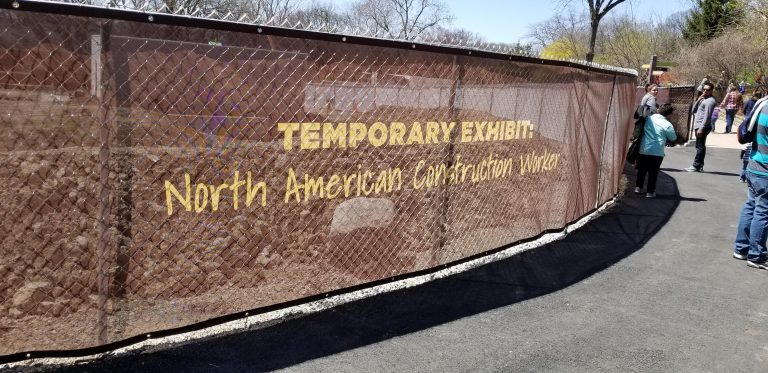 TEMPORARY EXHIBIT:
North American Construction Worker